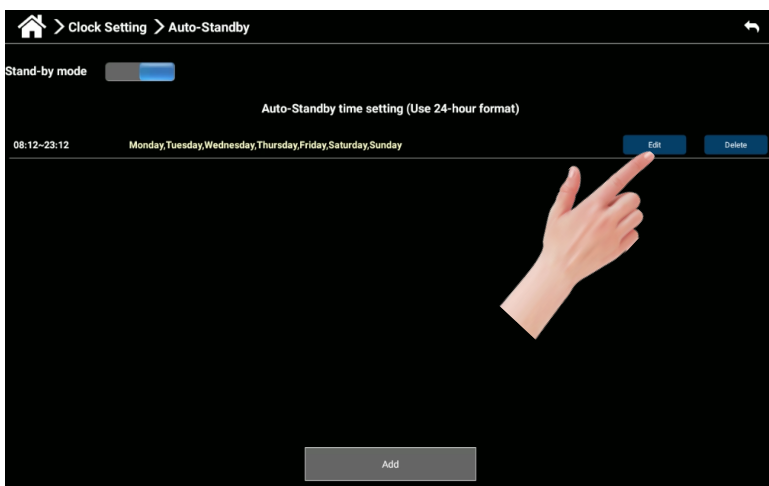 Clock Setting Auto-Standby
Stand-by mode
Auto-Standby time setting (Use 24-hour format)
08:12~23:12 Monday,Tuesday,Wednesday,Thursday,Friday,Saturday,Sunday Edit Delete
Add